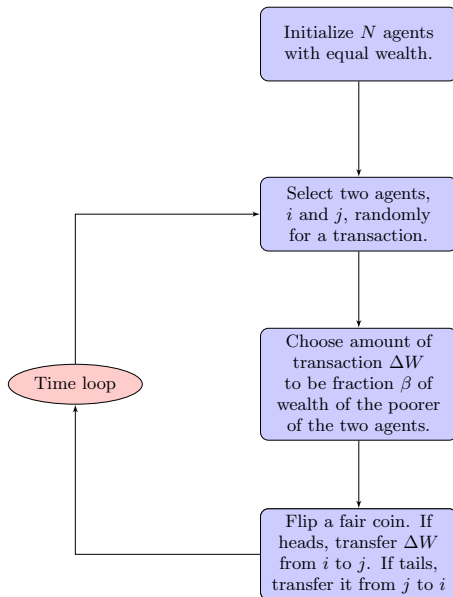 Initialize N agents
with equal wealth.
Select two agents,
i and j, randomly
for a transaction.
Choose amount of
transaction ΔW
to be fraction β of
wealth of the poorer
of the two agents.
Time loop
Flip a fair coin. If
heads, transfer ΔW
from i to j. If tails,
transfer it from j to i